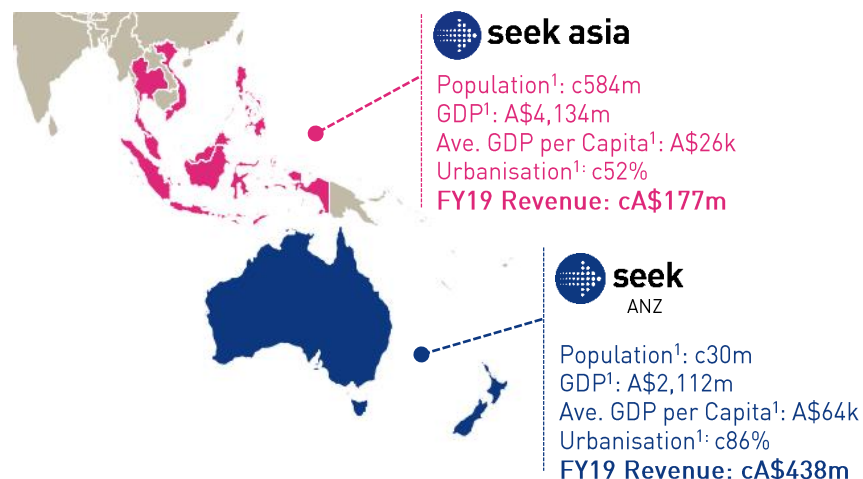 seek asia
Population¹: c584m
GDP¹: A$4,134m
Ave. GDP per Capita¹: A$26k
Urbanisation¹: c52%
FY19 Revenue: cA$177m
seek
ANZ
Population¹: c30m
GDP¹: A$2,112m
Ave. GDP per Capita¹: A$64k
Urbanisation¹: c86%
FY19 Revenue: cA$438m